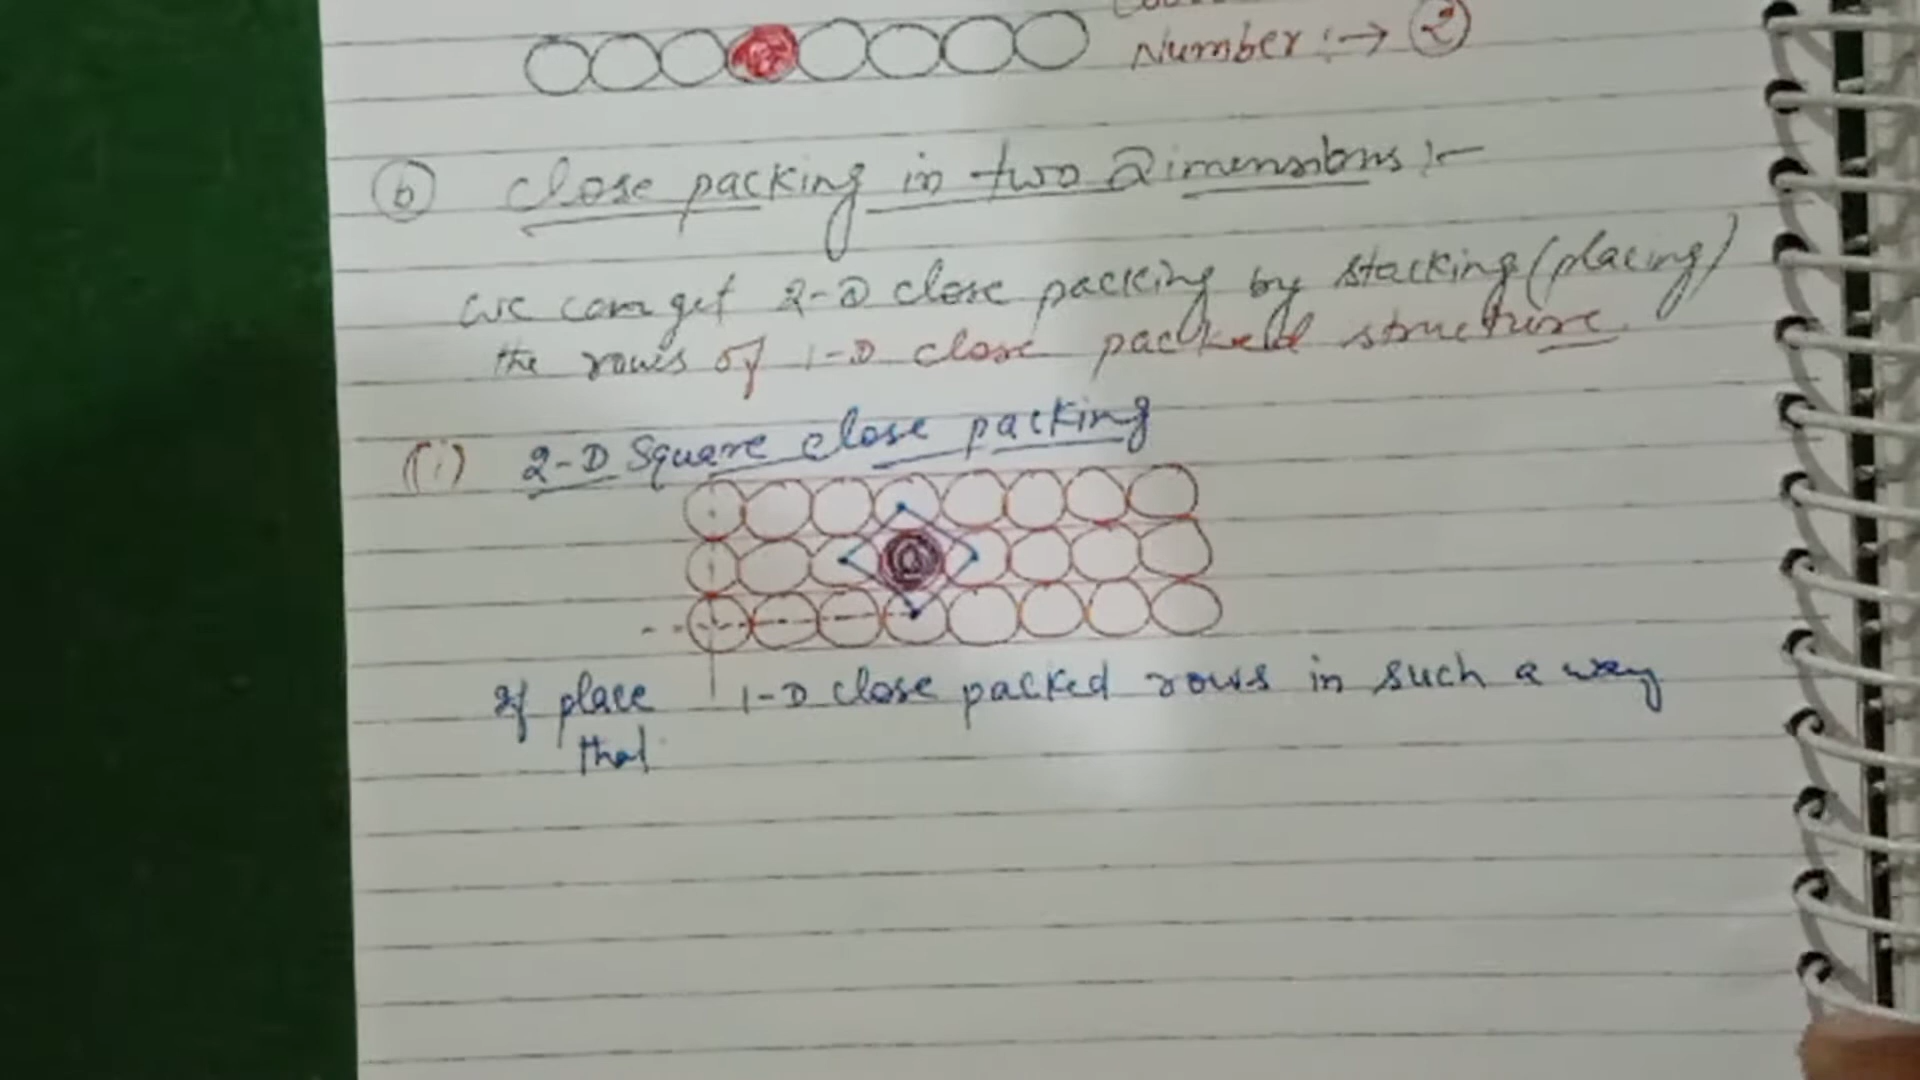 Number :→ 2
b Close packing in two Dimensions :-
We can get 2-D close packing by stacking (placing)
the rows of 1-D close packed structure.
(i) 2-D Square close packing
If place 1-D close packed rows in such a way
that